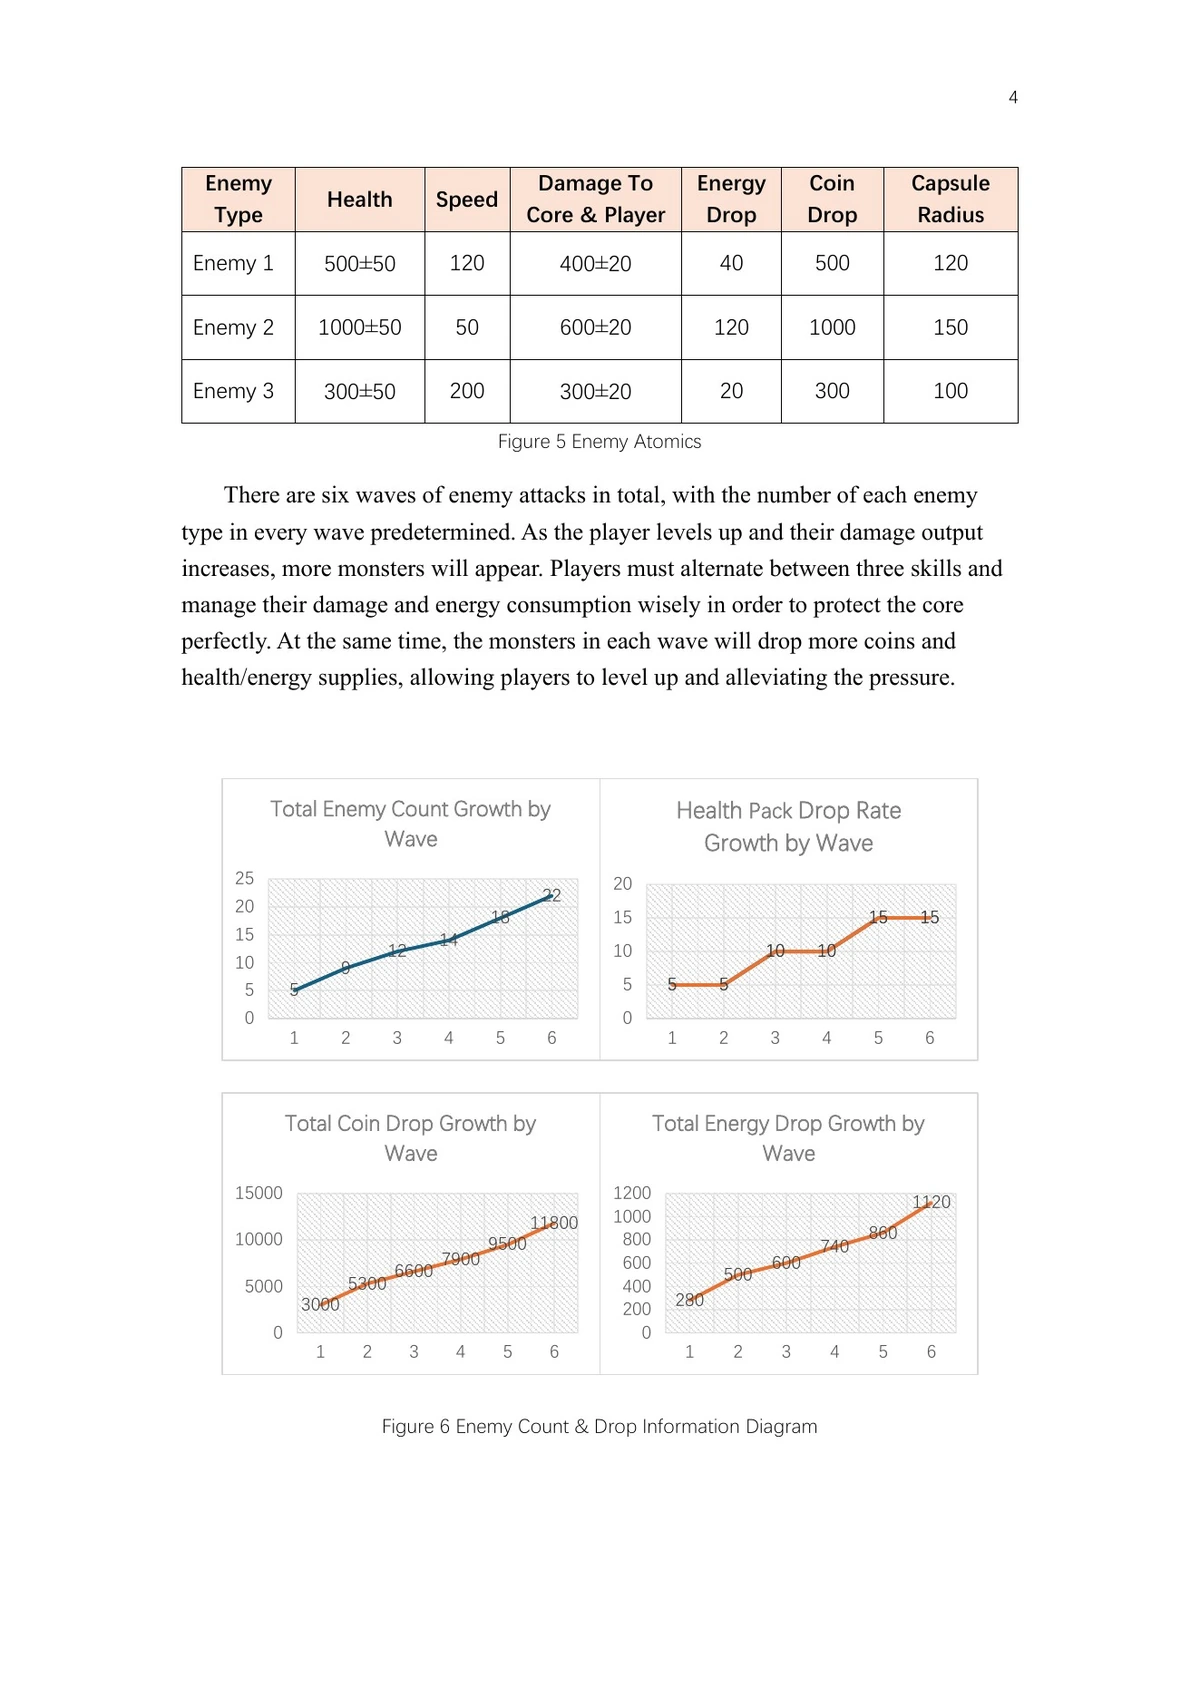 4
Enemy Type | Health | Speed | Damage To Core & Player | Energy Drop | Coin Drop | Capsule Radius
Enemy 1 | 500±50 | 120 | 400±20 | 40 | 500 | 120
Enemy 2 | 1000±50 | 50 | 600±20 | 120 | 1000 | 150
Enemy 3 | 300±50 | 200 | 300±20 | 20 | 300 | 100
Figure 5 Enemy Atomics
There are six waves of enemy attacks in total, with the number of each enemy
type in every wave predetermined. As the player levels up and their damage output
increases, more monsters will appear. Players must alternate between three skills and
manage their damage and energy consumption wisely in order to protect the core
perfectly. At the same time, the monsters in each wave will drop more coins and
health/energy supplies, allowing players to level up and alleviating the pressure.
Total Enemy Count Growth by
Wave
25
20
15
10
5
0
5 9 12 14 18 22
1 2 3 4 5 6
Health Pack Drop Rate
Growth by Wave
20
15
10
5
0
5 5 10 10 15 15
1 2 3 4 5 6
Total Coin Drop Growth by
Wave
15000
10000
5000
0
3000 5300 6600 7900 9500 11800
1 2 3 4 5 6
Total Energy Drop Growth by
Wave
1200
1000
800
600
400
200
0
280 500 600 740 860 1120
1 2 3 4 5 6
Figure 6 Enemy Count & Drop Information Diagram